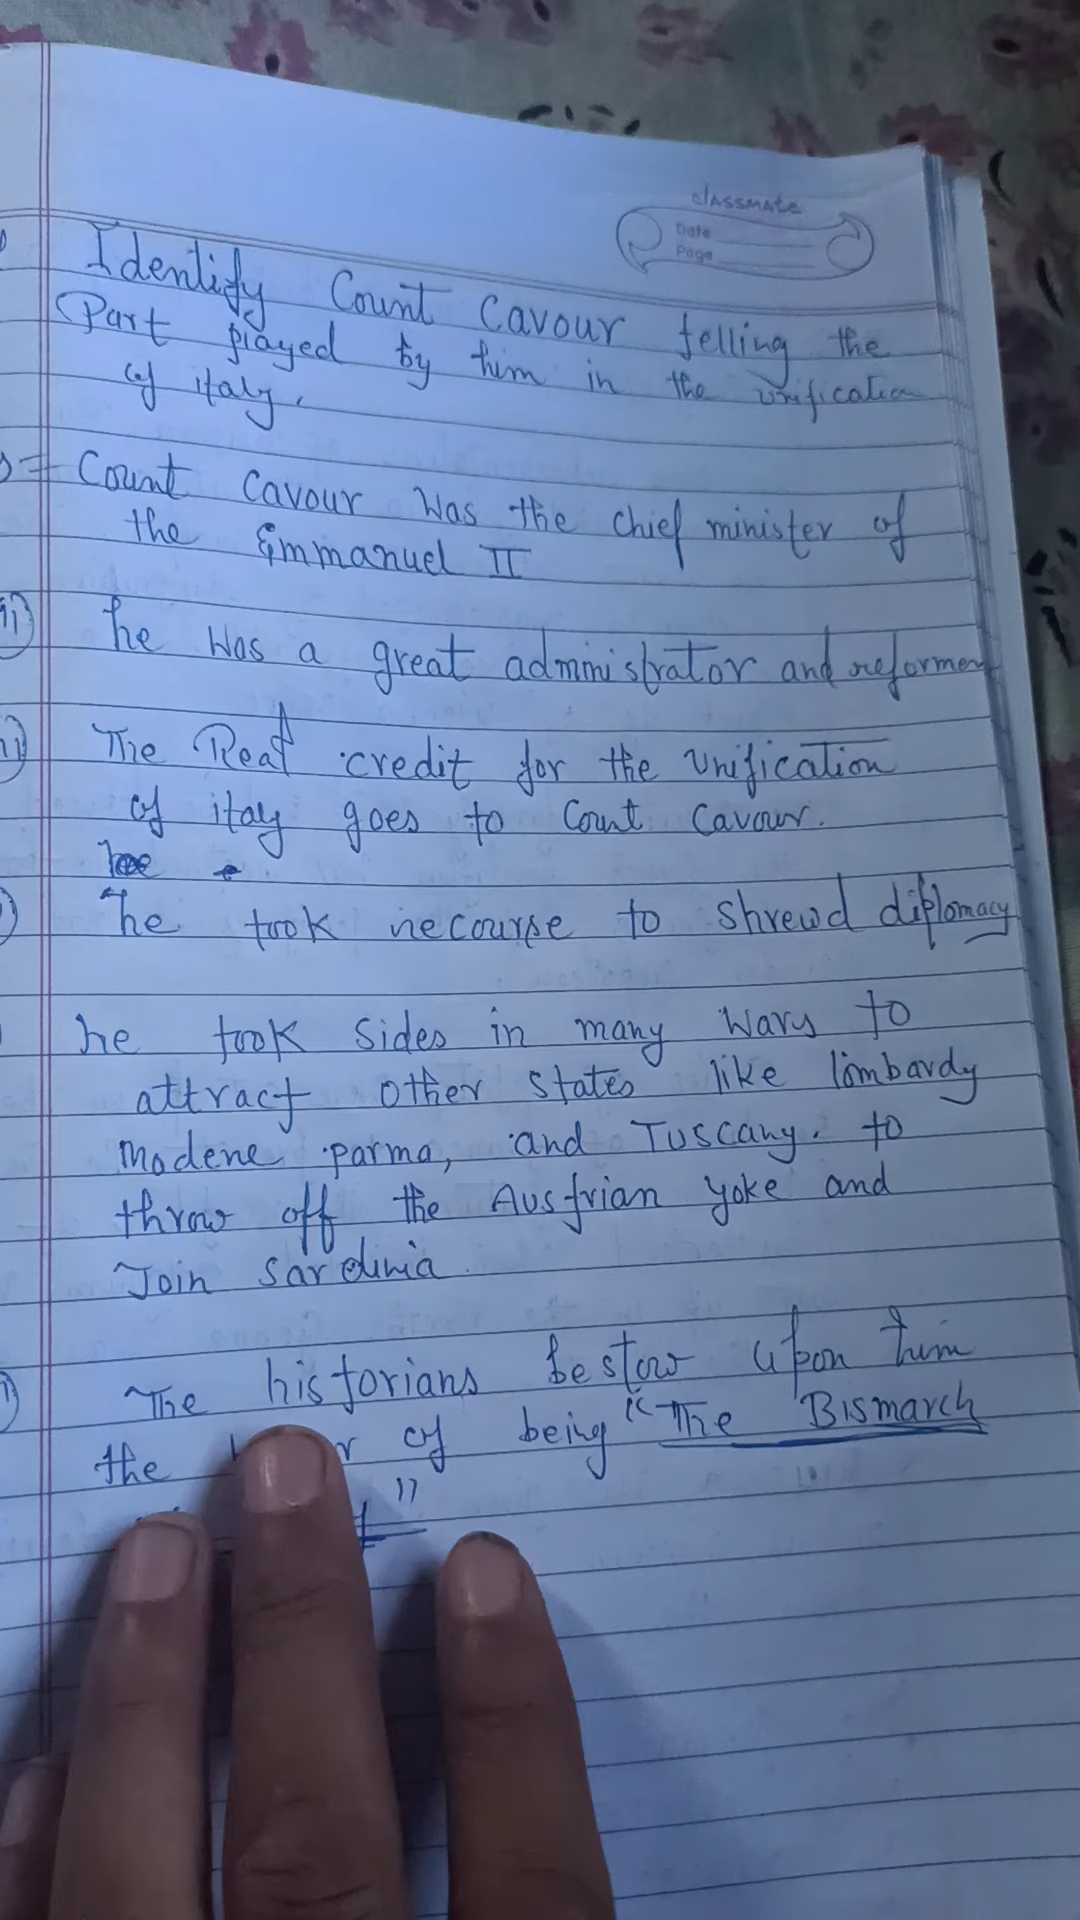 classmate
Date
Page
Identify Count Cavour telling the
Part played by him in the unification
of italy.
Count Cavour was the chief minister of
the Emmanuel II
ii) he was a great administrator and reformer
The Real credit for the unification
of itay goes to Count Cavour.
he took recourse to shrewd diplomacy
he took sides in many wars to
attract other states like lombardy
Modene parma, and Tuscany. to
throw off the Austrian yoke and
Join sardinia
The historians bestow upon him
the of being "The Bismarch
"